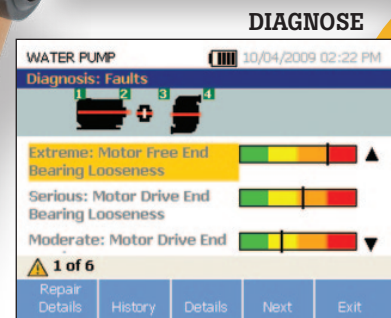 DIAGNOSE
WATER PUMP 10/04/2009 02:22 PM
Diagnosis: Faults
1 2 3 4
Extreme: Motor Free End
Bearing Looseness
Serious: Motor Drive End
Bearing Looseness
Moderate: Motor Drive End
1 of 6
Repair
Details History Details Next Exit